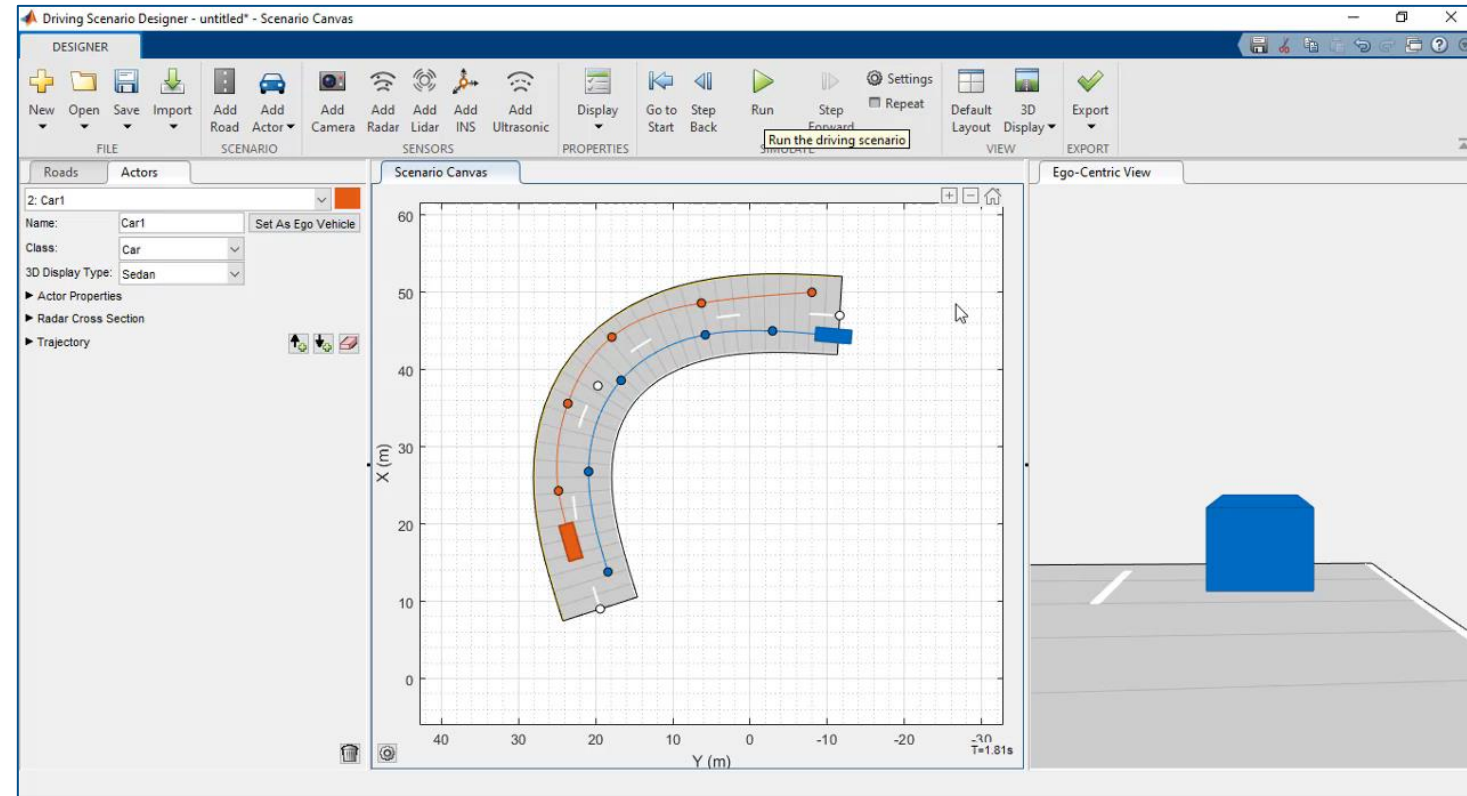 Driving Scenario Designer - untitled* - Scenario Canvas
DESIGNER
New Open Save Import Add Road Add Actor Add Camera Add Radar Add Lidar Add INS Add Ultrasonic Display Go to Start Step Back Run Step Forward Settings Default Layout 3D Display Export
Repeat
Run the driving scenario
FILE SCENARIO SENSORS PROPERTIES SIMULATE VIEW EXPORT
Roads Actors
2: Car1
Name: Car1 Set As Ego Vehicle
Class: Car
3D Display Type: Sedan
Actor Properties
Radar Cross Section
Trajectory
Scenario Canvas
60
50
40
30
20
10
0
X (m)
40 30 20 10 0 -10 -20 -30
T=1.81s
Y (m)
Ego-Centric View